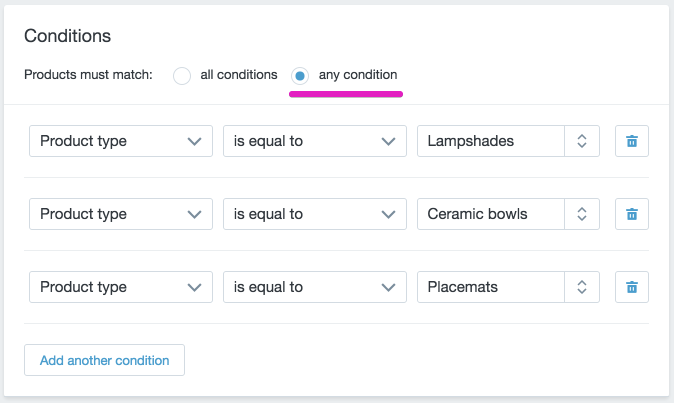 Conditions
Products must match: all conditions any condition
Product type is equal to Lampshades
Product type is equal to Ceramic bowls
Product type is equal to Placemats
Add another condition